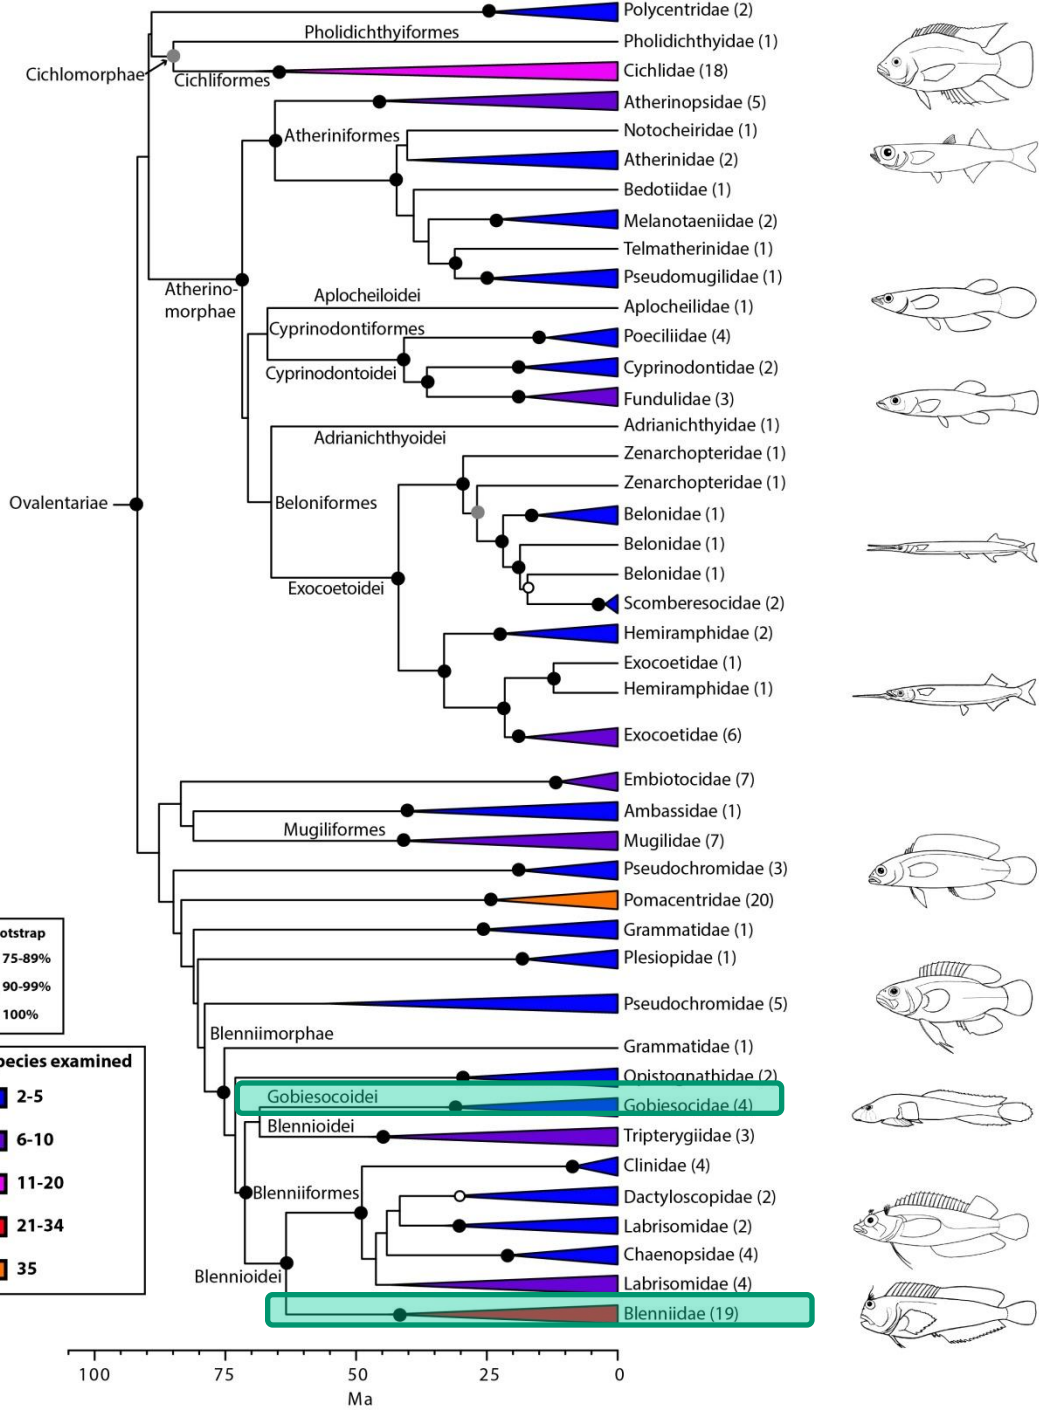 Polycentridae (2)
Pholidichthyiformes
Pholidichthyidae (1)
Cichlomorphae
Cichliformes
Cichlidae (18)
Atherinopsidae (5)
Atheriniformes
Notocheiridae (1)
Atherinidae (2)
Bedotiidae (1)
Melanotaeniidae (2)
Telmatherinidae (1)
Pseudomugilidae (1)
Atherino-
morphae
Aplocheiloidei
Aplocheilidae (1)
Cyprinodontiformes
Poeciliidae (4)
Cyprinodontoidei
Cyprinodontidae (2)
Fundulidae (3)
Adrianichthyidae (1)
Adrianichthyoidei
Zenarchopteridae (1)
Zenarchopteridae (1)
Ovalentariae
Beloniformes
Belonidae (1)
Belonidae (1)
Belonidae (1)
Exocoetoidei
Scomberesocidae (2)
Hemiramphidae (2)
Exocoetidae (1)
Hemiramphidae (1)
Exocoetidae (6)
Embiotocidae (7)
Ambassidae (1)
Mugiliformes
Mugilidae (7)
Pseudochromidae (3)
Pomacentridae (20)
Grammatidae (1)
Plesiopidae (1)
Pseudochromidae (5)
Blenniimorphae
Grammatidae (1)
Opistognathidae (2)
Gobiesocoidei
Gobiesocidae (4)
Blennioidei
Tripterygiidae (3)
Clinidae (4)
Blenniiformes
Dactyloscopidae (2)
Labrisomidae (2)
Chaenopsidae (4)
Blennioidei
Labrisomidae (4)
Blenniidae (19)
otstrap
75-89%
90-99%
100%
ecies examined
2-5
6-10
11-20
21-34
35
100 75 50 25 0
Ma